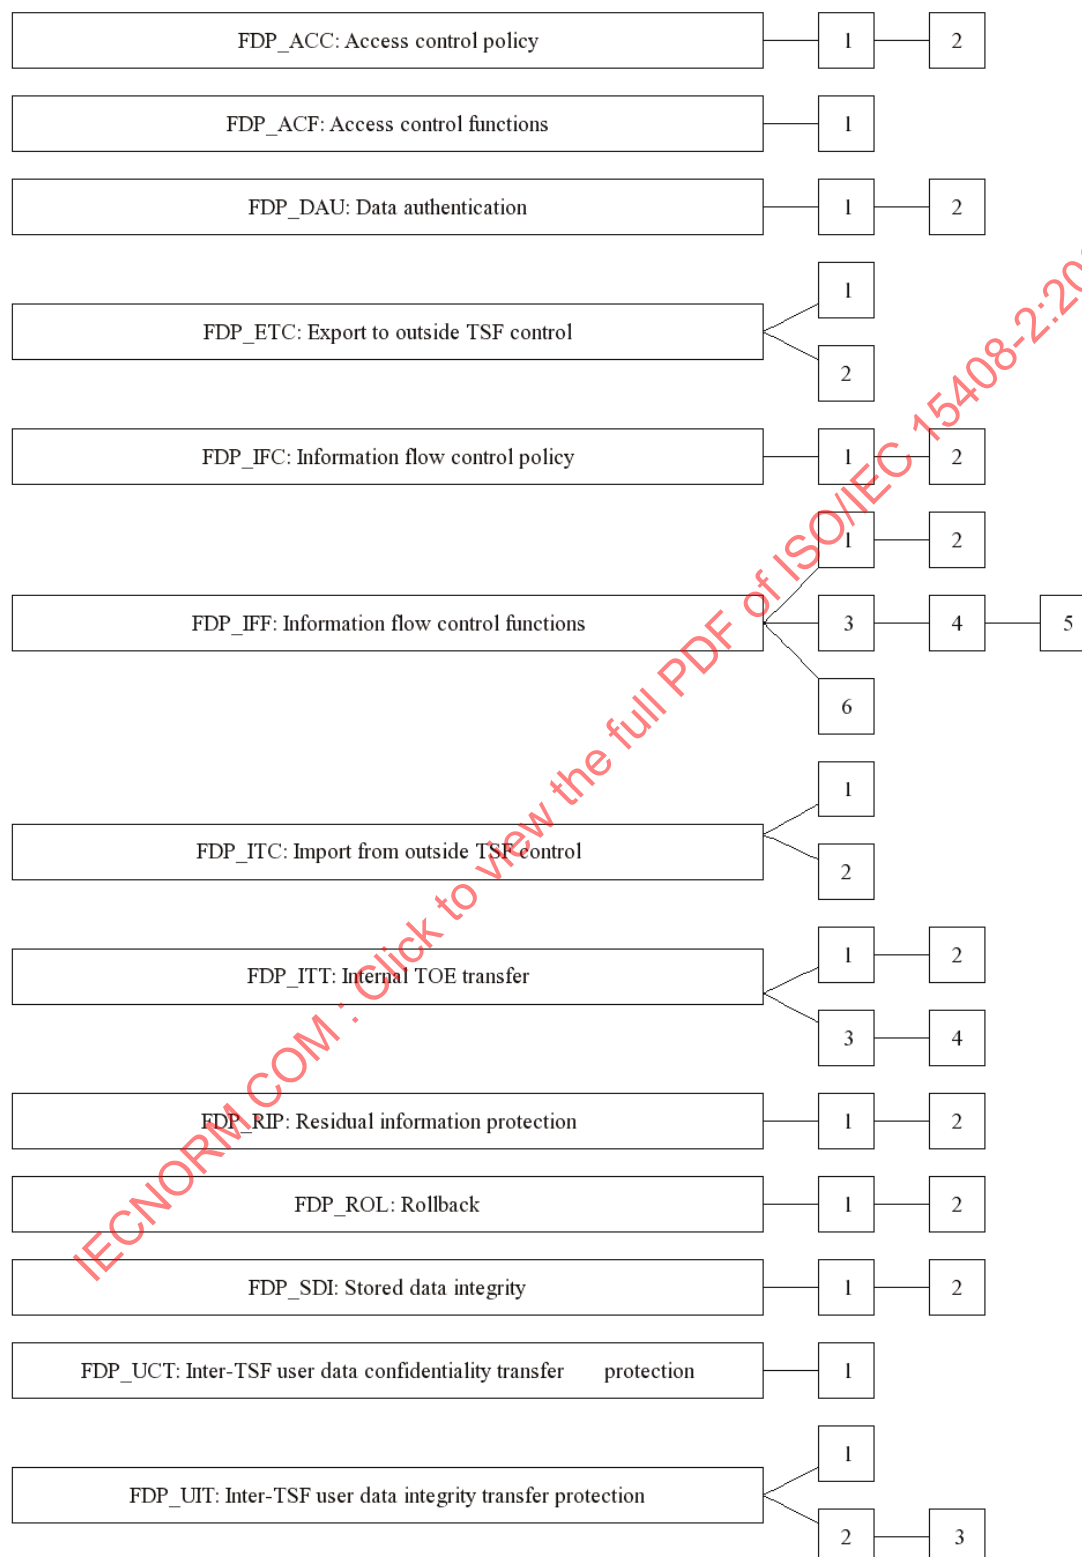 FDP_ACC: Access control policy 1 2
FDP_ACF: Access control functions 1
FDP_DAU: Data authentication 1 2
1
FDP_ETC: Export to outside TSF control
2
FDP_IFC: Information flow control policy 1 2
1 2
FDP_IFF: Information flow control functions 3 4 5
6
1
FDP_ITC: Import from outside TSF control
2
1 2
FDP_ITT: Internal TOE transfer
3 4
FDP_RIP: Residual information protection 1 2
FDP_ROL: Rollback 1 2
FDP_SDI: Stored data integrity 1 2
FDP_UCT: Inter-TSF user data confidentiality transfer protection 1
1
FDP_UIT: Inter-TSF user data integrity transfer protection
2 3
IECNORM.COM : Click to view the full PDF of ISO/IEC 15408-2:20